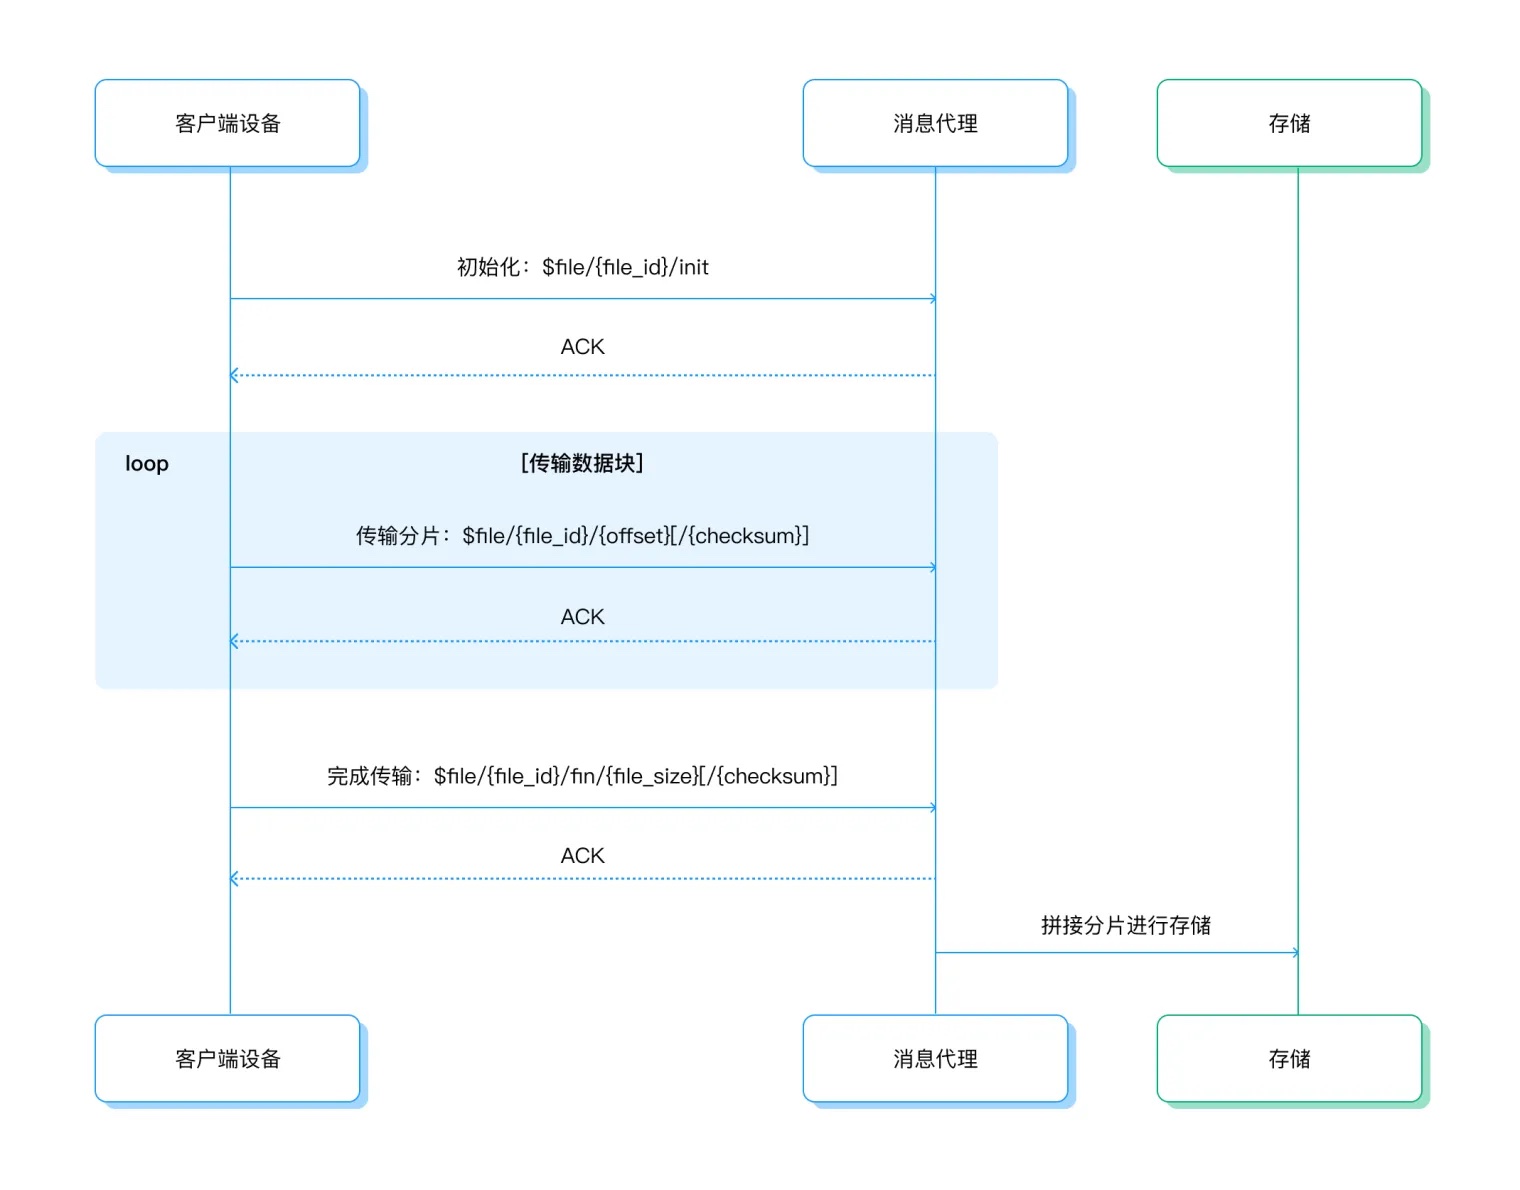 客户端设备
消息代理
存储
初始化：$file/{file_id}/init
ACK
loop
[传输数据块]
传输分片：$file/{file_id}/{offset}[/{checksum}]
ACK
完成传输：$file/{file_id}/fin/{file_size}[/{checksum}]
ACK
拼接分片进行存储
客户端设备
消息代理
存储